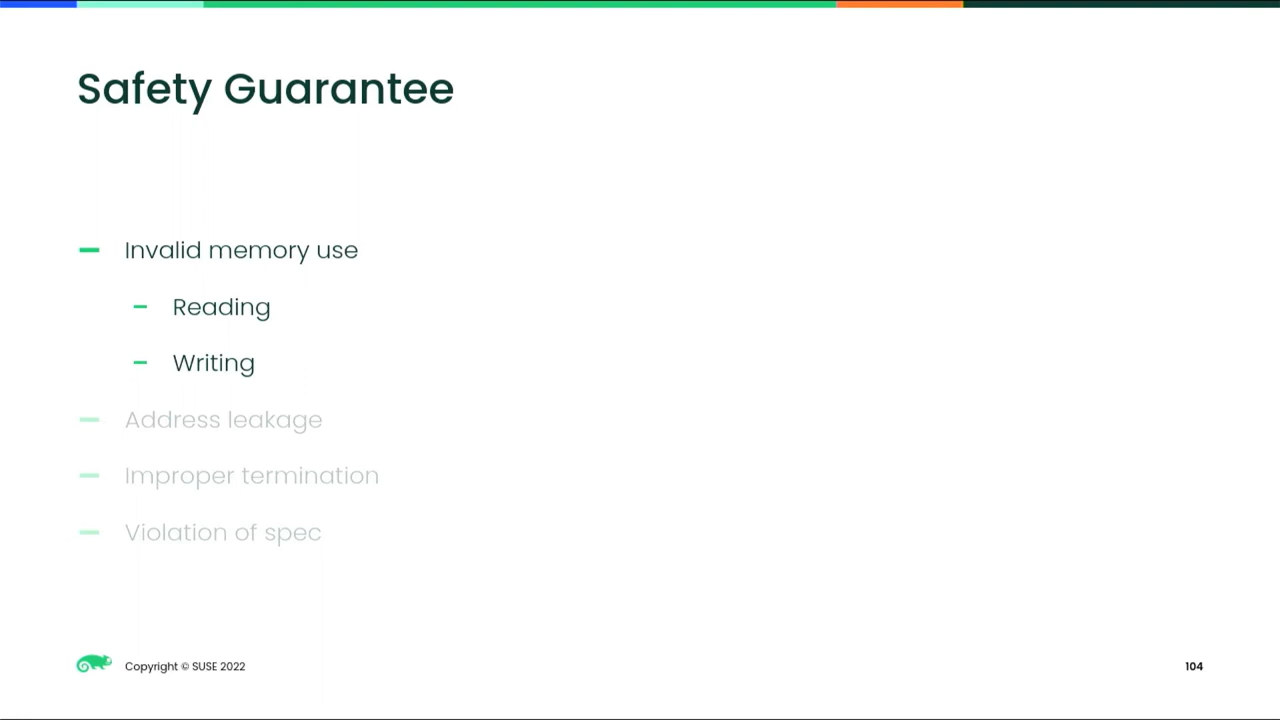 Safety Guarantee
Invalid memory use
Reading
Writing
Address leakage
Improper termination
Violation of spec
Copyright © SUSE 2022
104